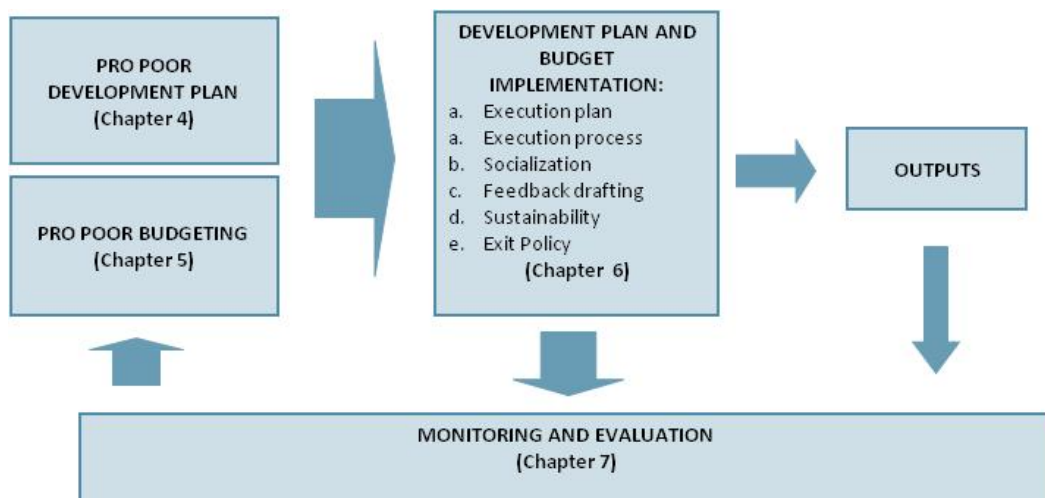 PRO POOR
DEVELOPMENT PLAN
(Chapter 4)
PRO POOR BUDGETING
(Chapter 5)
DEVELOPMENT PLAN AND
BUDGET
IMPLEMENTATION:
a. Execution plan
a. Execution process
b. Socialization
c. Feedback drafting
d. Sustainability
e. Exit Policy
(Chapter 6)
OUTPUTS
MONITORING AND EVALUATION
(Chapter 7)